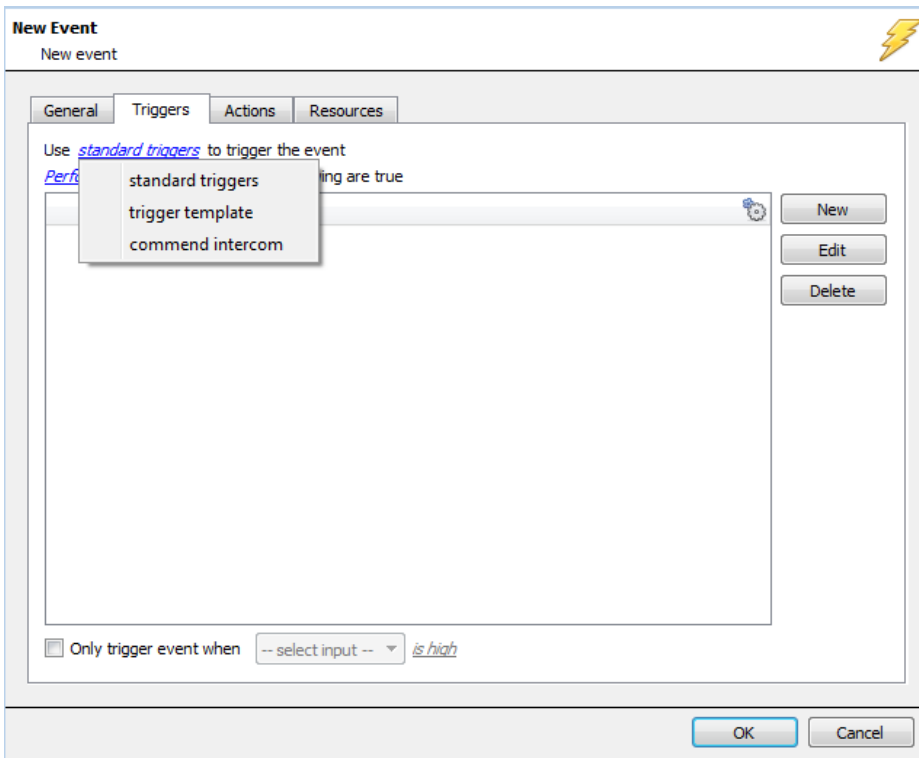 New Event
New event
General Triggers Actions Resources
Use standard triggers to trigger the event
standard triggers
trigger template
commend intercom
are true
New
Edit
Delete
Only trigger event when -- select input -- is high
OK Cancel